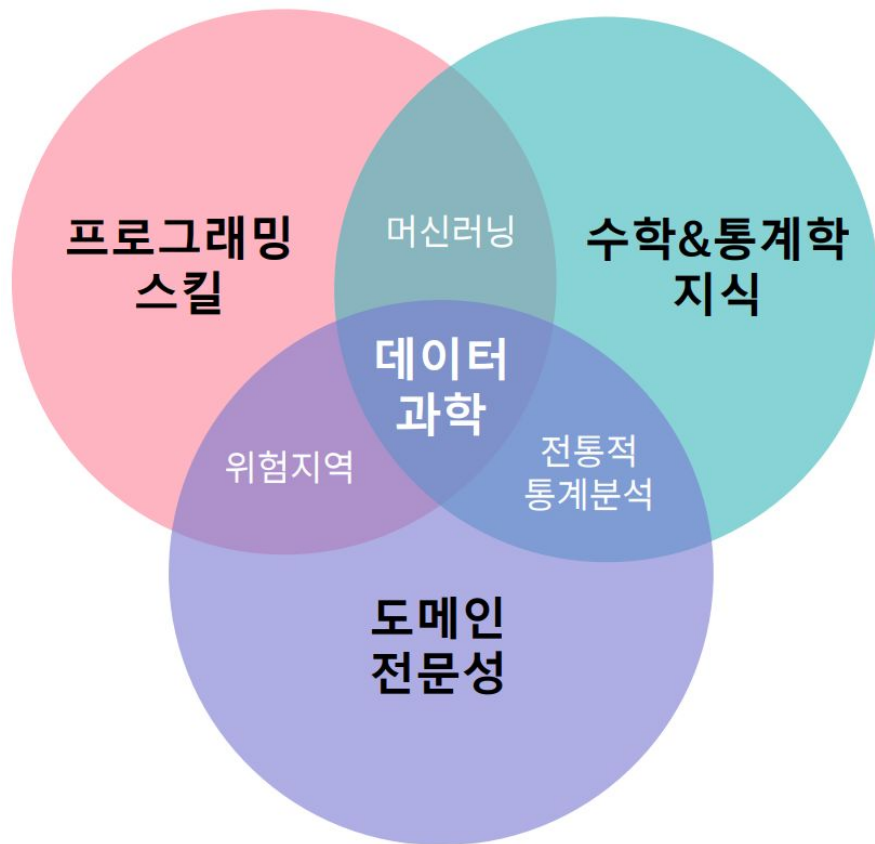 프로그래밍
스킬
머신러닝
수학&통계학
지식
데이터
과학
위험지역
전통적
통계분석
도메인
전문성